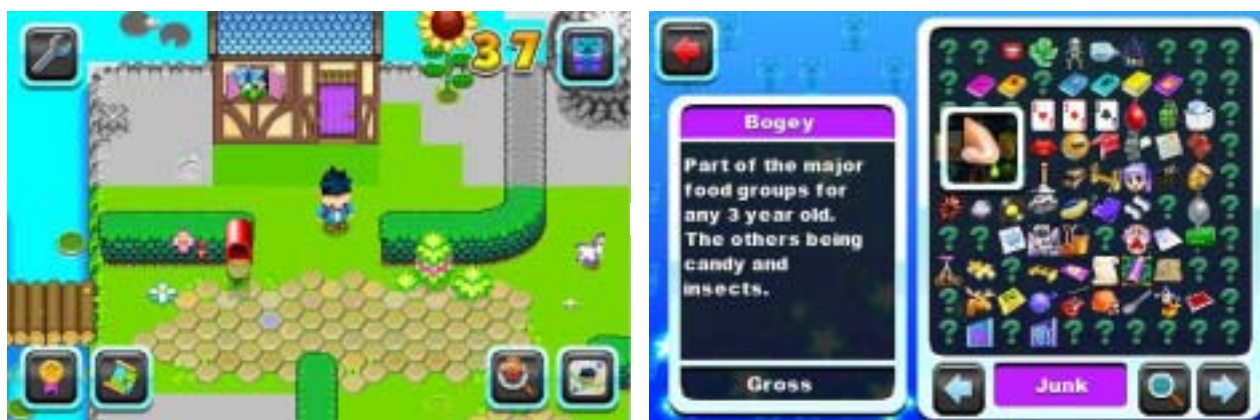 37
Bogey
Part of the major
food groups for
any 3 year old.
The others being
candy and
insects.
Gross
Junk